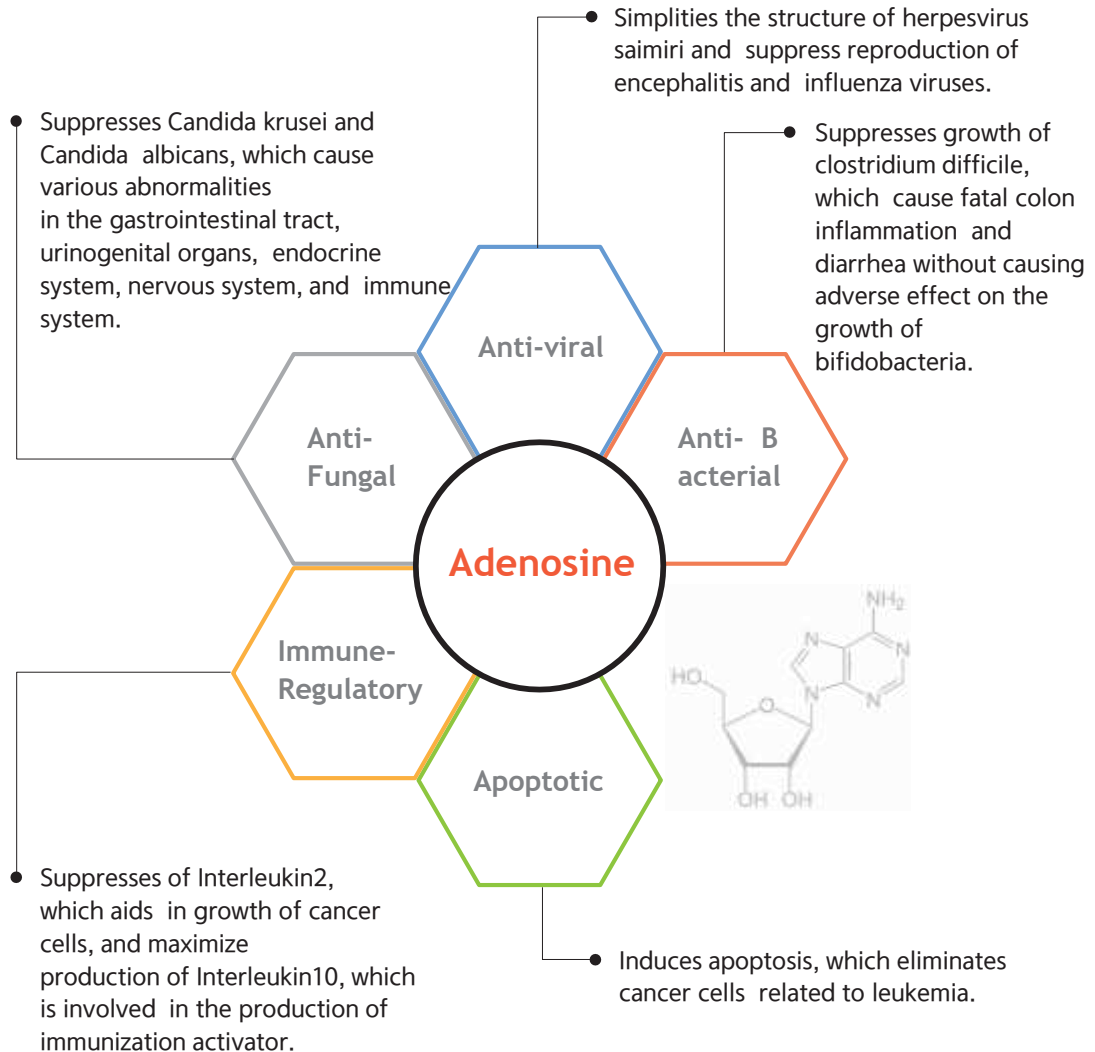 Simplities the structure of herpesvirus
saimiri and suppress reproduction of
encephalitis and influenza viruses.
Suppresses Candida krusei and
Candida albicans, which cause
various abnormalities
in the gastrointestinal tract,
urinogenital organs, endocrine
system, nervous system, and immune
system.
Suppresses growth of
clostridium difficile,
which cause fatal colon
inflammation and
diarrhea without causing
adverse effect on the
growth of
bifidobacteria.
Anti-viral
Anti-
Fungal
Anti- B
acterial
Adenosine
Immune-
Regulatory
Apoptotic
NH₂
N
N
HO
O
N
N
OH OH
Suppresses of Interleukin2,
which aids in growth of cancer
cells, and maximize
production of Interleukin10, which
is involved in the production of
immunization activator.
Induces apoptosis, which eliminates
cancer cells related to leukemia.